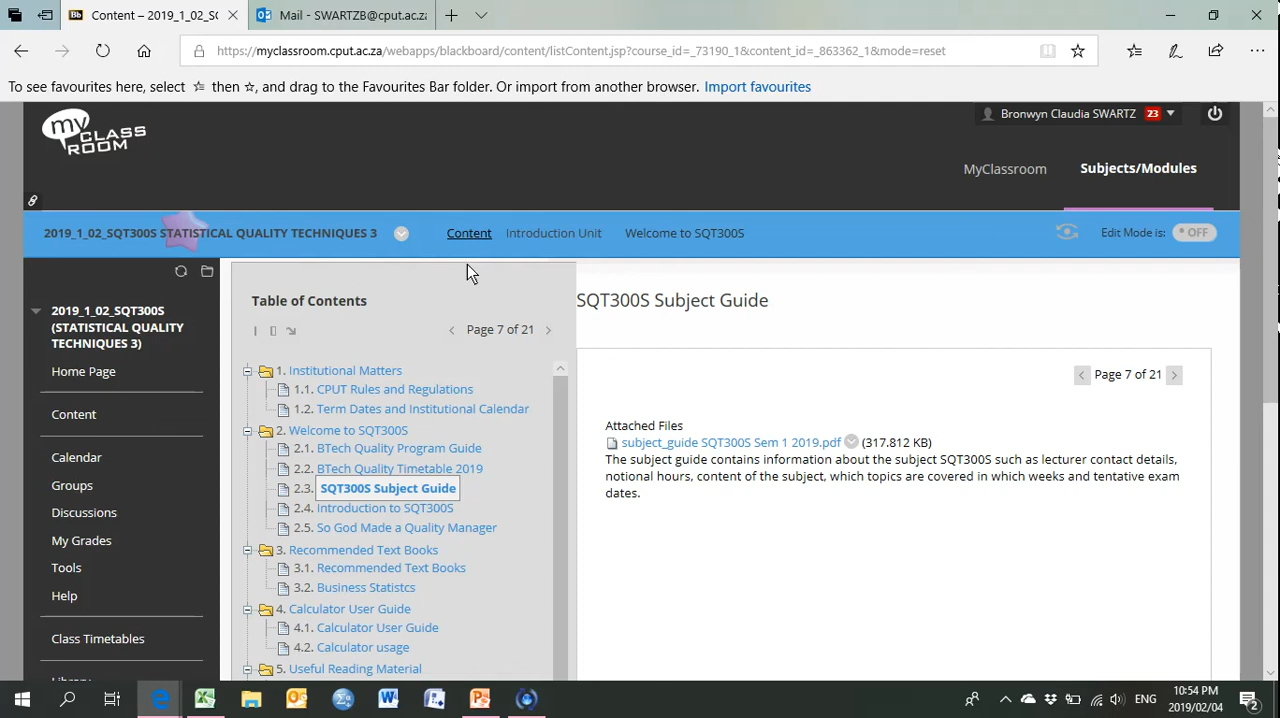 Content – 2019_1_02_S
Mail - SWARTZB@cput.ac.za
https://myclassroom.cput.ac.za/webapps/blackboard/content/listContent.jsp?course_id=_73190_1&content_id=_863362_1&mode=reset
To see favourites here, select then , and drag to the Favourites Bar folder. Or import from another browser. Import favourites
my CLASS ROOM
Bronwyn Claudia SWARTZ 23
MyClassroom Subjects/Modules
2019_1_02_SQT300S STATISTICAL QUALITY TECHNIQUES 3 Content Introduction Unit Welcome to SQT300S Edit Mode is: OFF
2019_1_02_SQT300S
(STATISTICAL QUALITY
TECHNIQUES 3)
Home Page
Content
Calendar
Groups
Discussions
My Grades
Tools
Help
Class Timetables
Table of Contents
Page 7 of 21
1. Institutional Matters
1.1. CPUT Rules and Regulations
1.2. Term Dates and Institutional Calendar
2. Welcome to SQT300S
2.1. BTech Quality Program Guide
2.2. BTech Quality Timetable 2019
2.3. SQT300S Subject Guide
2.4. Introduction to SQT300S
2.5. So God Made a Quality Manager
3. Recommended Text Books
3.1. Recommended Text Books
3.2. Business Statistcs
4. Calculator User Guide
4.1. Calculator User Guide
4.2. Calculator usage
5. Useful Reading Material
SQT300S Subject Guide
Page 7 of 21
Attached Files
subject_guide SQT300S Sem 1 2019.pdf (317.812 KB)
The subject guide contains information about the subject SQT300S such as lecturer contact details,
notional hours, content of the subject, which topics are covered in which weeks and tentative exam
dates.
ENG
10:54 PM
2019/02/04
2